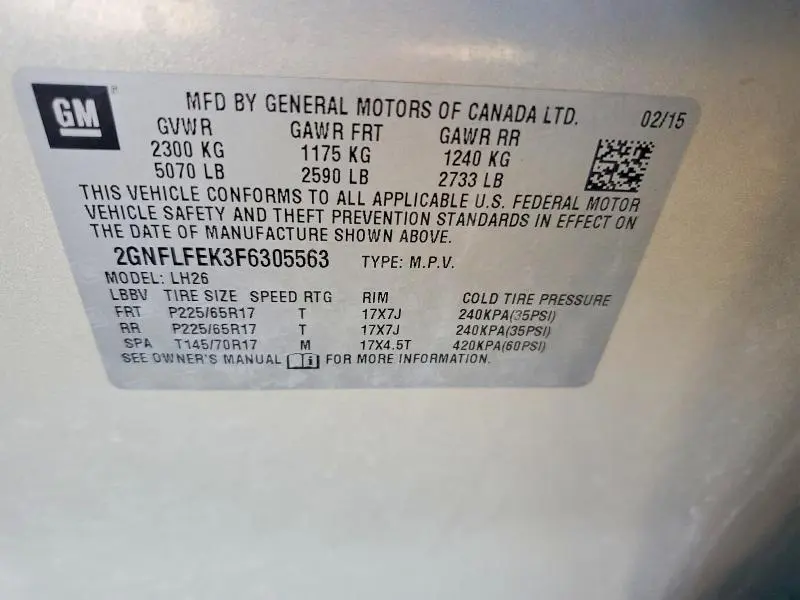 GM
MFD BY GENERAL MOTORS OF CANADA LTD. 02/15
GVWR GAWR FRT GAWR RR
2300 KG 1175 KG 1240 KG
5070 LB 2590 LB 2733 LB
THIS VEHICLE CONFORMS TO ALL APPLICABLE U.S. FEDERAL MOTOR
VEHICLE SAFETY AND THEFT PREVENTION STANDARDS IN EFFECT ON
THE DATE OF MANUFACTURE SHOWN ABOVE.
2GNFLFEK3F6305563 TYPE: M.P.V.
MODEL: LH26
LBBV TIRE SIZE SPEED RTG RIM COLD TIRE PRESSURE
FRT P225/65R17 T 17X7J 240KPA(35PSI)
RR P225/65R17 T 17X7J 240KPA(35PSI)
SPA T145/70R17 M 17X4.5T 420KPA(60PSI)
SEE OWNER'S MANUAL i FOR MORE INFORMATION.